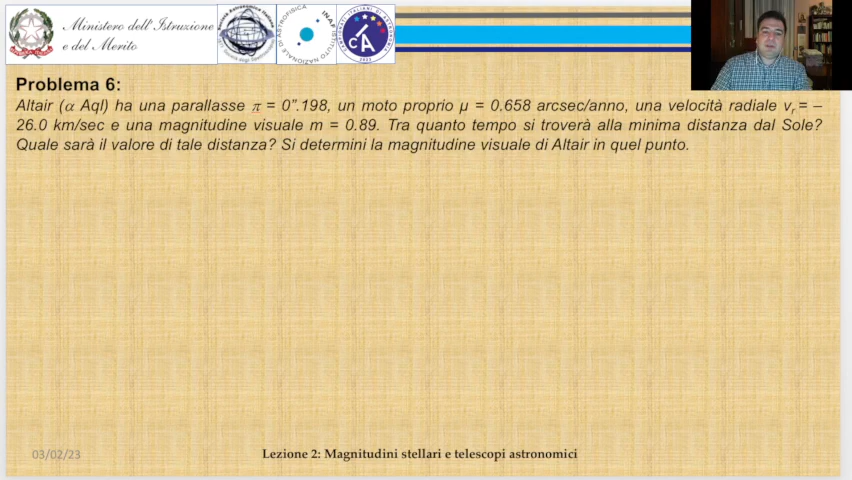 Ministero dell'Istruzione
e del Merito
Problema 6:
Altair (α Aql) ha una parallasse π = 0”.198, un moto proprio μ = 0.658 arcsec/anno, una velocità radiale vr = –
26.0 km/sec e una magnitudine visuale m = 0.89. Tra quanto tempo si troverà alla minima distanza dal Sole?
Quale sarà il valore di tale distanza? Si determini la magnitudine visuale di Altair in quel punto.
03/02/23
Lezione 2: Magnitudini stellari e telescopi astronomici